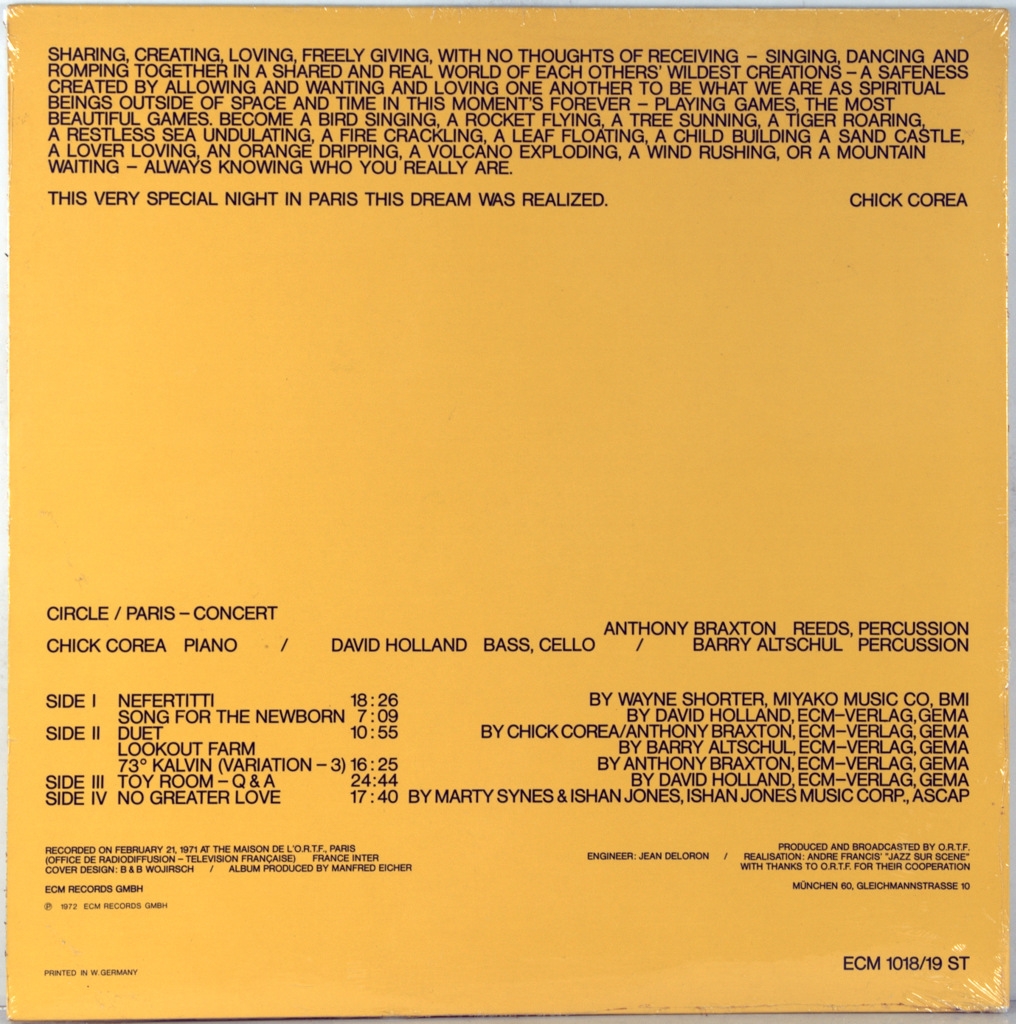 SHARING, CREATING, LOVING, FREELY GIVING, WITH NO THOUGHTS OF RECEIVING – SINGING, DANCING AND
ROMPING TOGETHER IN A SHARED AND REAL WORLD OF EACH OTHERS' WILDEST CREATIONS – A SAFENESS
CREATED BY ALLOWING AND WANTING AND LOVING ONE ANOTHER TO BE WHAT WE ARE AS SPIRITUAL
BEINGS OUTSIDE OF SPACE AND TIME IN THIS MOMENT'S FOREVER – PLAYING GAMES, THE MOST
BEAUTIFUL GAMES. BECOME A BIRD SINGING, A ROCKET FLYING, A TREE SUNNING, A TIGER ROARING,
A RESTLESS SEA UNDULATING, A FIRE CRACKLING, A LEAF FLOATING, A CHILD BUILDING A SAND CASTLE,
A LOVER LOVING, AN ORANGE DRIPPING, A VOLCANO EXPLODING, A WIND RUSHING, OR A MOUNTAIN
WAITING – ALWAYS KNOWING WHO YOU REALLY ARE.
THIS VERY SPECIAL NIGHT IN PARIS THIS DREAM WAS REALIZED. CHICK COREA
CIRCLE / PARIS – CONCERT
ANTHONY BRAXTON REEDS, PERCUSSION
CHICK COREA PIANO / DAVID HOLLAND BASS, CELLO / BARRY ALTSCHUL PERCUSSION
SIDE I NEFERTITTI 18:26 BY WAYNE SHORTER, MIYAKO MUSIC CO, BMI
SONG FOR THE NEWBORN 7:09 BY DAVID HOLLAND, ECM–VERLAG, GEMA
SIDE II DUET 10:55 BY CHICK COREA/ANTHONY BRAXTON, ECM–VERLAG, GEMA
LOOKOUT FARM BY BARRY ALTSCHUL, ECM–VERLAG, GEMA
73° KALVIN (VARIATION – 3) 16:25 BY ANTHONY BRAXTON, ECM–VERLAG, GEMA
SIDE III TOY ROOM – Q & A 24:44 BY DAVID HOLLAND, ECM–VERLAG, GEMA
SIDE IV NO GREATER LOVE 17:40 BY MARTY SYNES & ISHAN JONES, ISHAN JONES MUSIC CORP., ASCAP
RECORDED ON FEBRUARY 21, 1971 AT THE MAISON DE L'O.R.T.F., PARIS
(OFFICE DE RADIODIFFUSION – TELEVISION FRANÇAISE) FRANCE INTER
COVER DESIGN: B & B WOJIRSCH / ALBUM PRODUCED BY MANFRED EICHER
PRODUCED AND BROADCASTED BY O.R.T.F.
ENGINEER: JEAN DELORON / REALISATION: ANDRE FRANCIS' "JAZZ SUR SCENE"
WITH THANKS TO O.R.T.F. FOR THEIR COOPERATION
ECM RECORDS GMBH MÜNCHEN 60, GLEICHMANNSTRASSE 10
℗ 1972 ECM RECORDS GMBH
ECM 1018/19 ST
PRINTED IN W. GERMANY